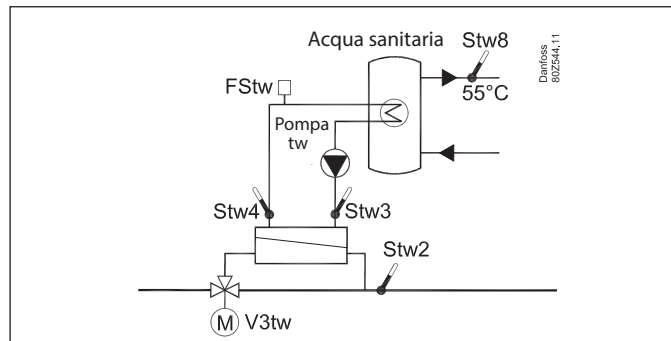 Acqua sanitaria
Stw8
Danfoss
80Z544.11
FStw
55°C
Pompa
tw
Stw4
Stw3
Stw2
M
V3tw